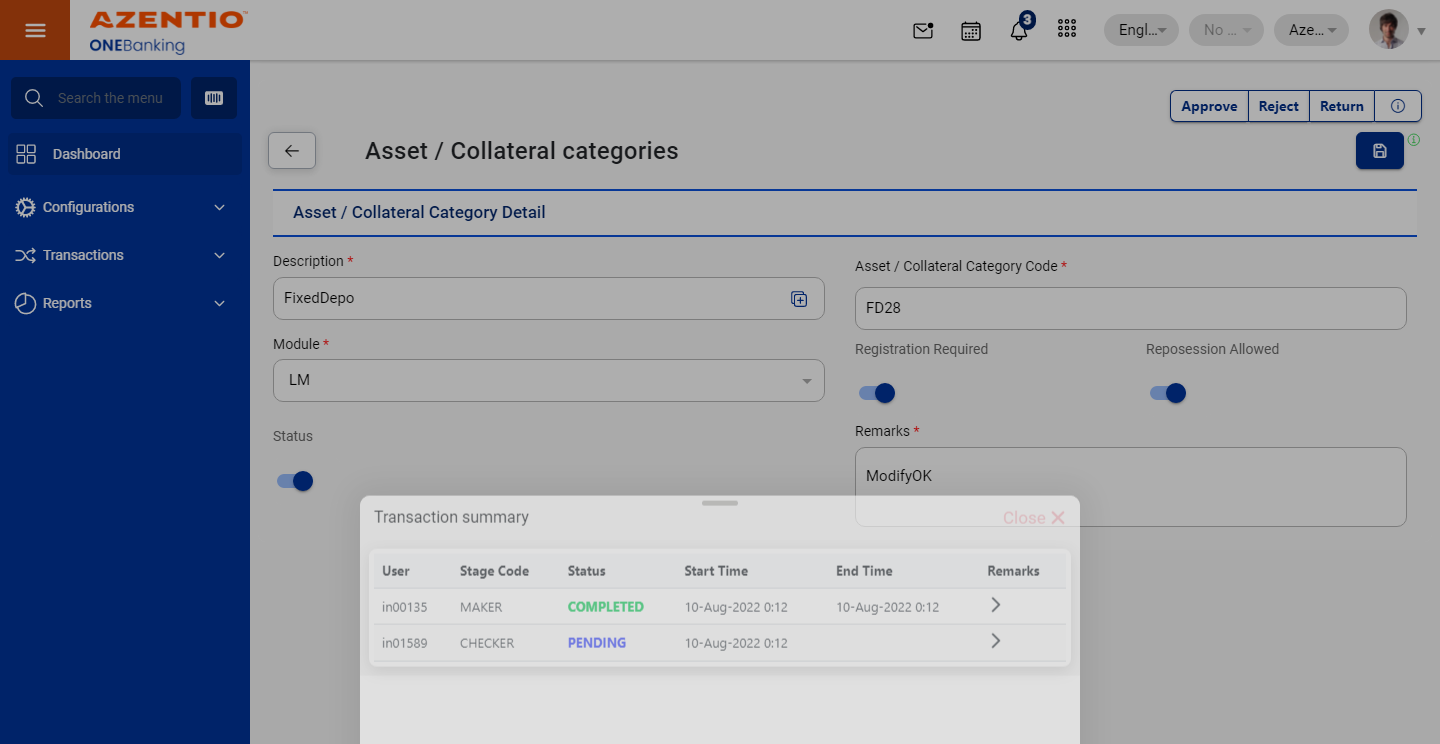 AZENTIO™
ONEBanking
3
Engl...
No ...
Aze...
Search the menu
Dashboard
Configurations
Transactions
Reports
Approve Reject Return
Asset / Collateral categories
Asset / Collateral Category Detail
Description *
FixedDepo
Asset / Collateral Category Code *
FD28
Module *
LM
Registration Required
Reposession Allowed
Status
Remarks *
ModifyOK
Transaction summary
Close
User Stage Code Status Start Time End Time Remarks
in00135 MAKER COMPLETED 10-Aug-2022 0:12 10-Aug-2022 0:12
in01589 CHECKER PENDING 10-Aug-2022 0:12